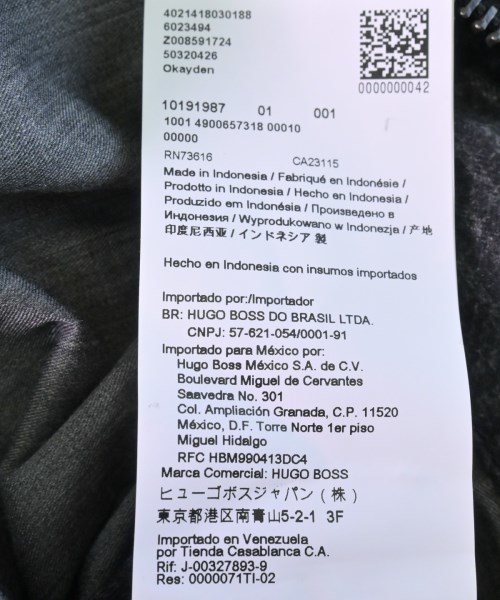 4021418030188
6023494
Z008591724
50320426
Okayden
0000000042
10191987 01 001
1001 4900657318 00010
00000
RN73616 CA23115
Made in Indonesia / Fabriqué en Indonésie /
Prodotto in Indonesia / Hecho en Indonesia /
Produzido em Indonésia / Произведено в
Индонезия / Wyprodukowano w Indonezja / 产地
印度尼西亚 / インドネシア 製
Hecho en Indonesia con insumos importados
Importado por:/Importador
BR: HUGO BOSS DO BRASIL LTDA.
CNPJ: 57-621-054/0001-91
Importado para México por:
Hugo Boss México S.A. de C.V.
Boulevard Miguel de Cervantes
Saavedra No. 301
Col. Ampliación Granada, C.P. 11520
México, D.F. Torre Norte 1er piso
Miguel Hidalgo
RFC HBM990413DC4
Marca Comercial: HUGO BOSS
ヒューゴボスジャパン（株）
東京都港区南青山5-2-1 3F
Importado en Venezuela
por Tienda Casablanca C.A.
Rif: J-00327893-9
Res: 0000071TI-02